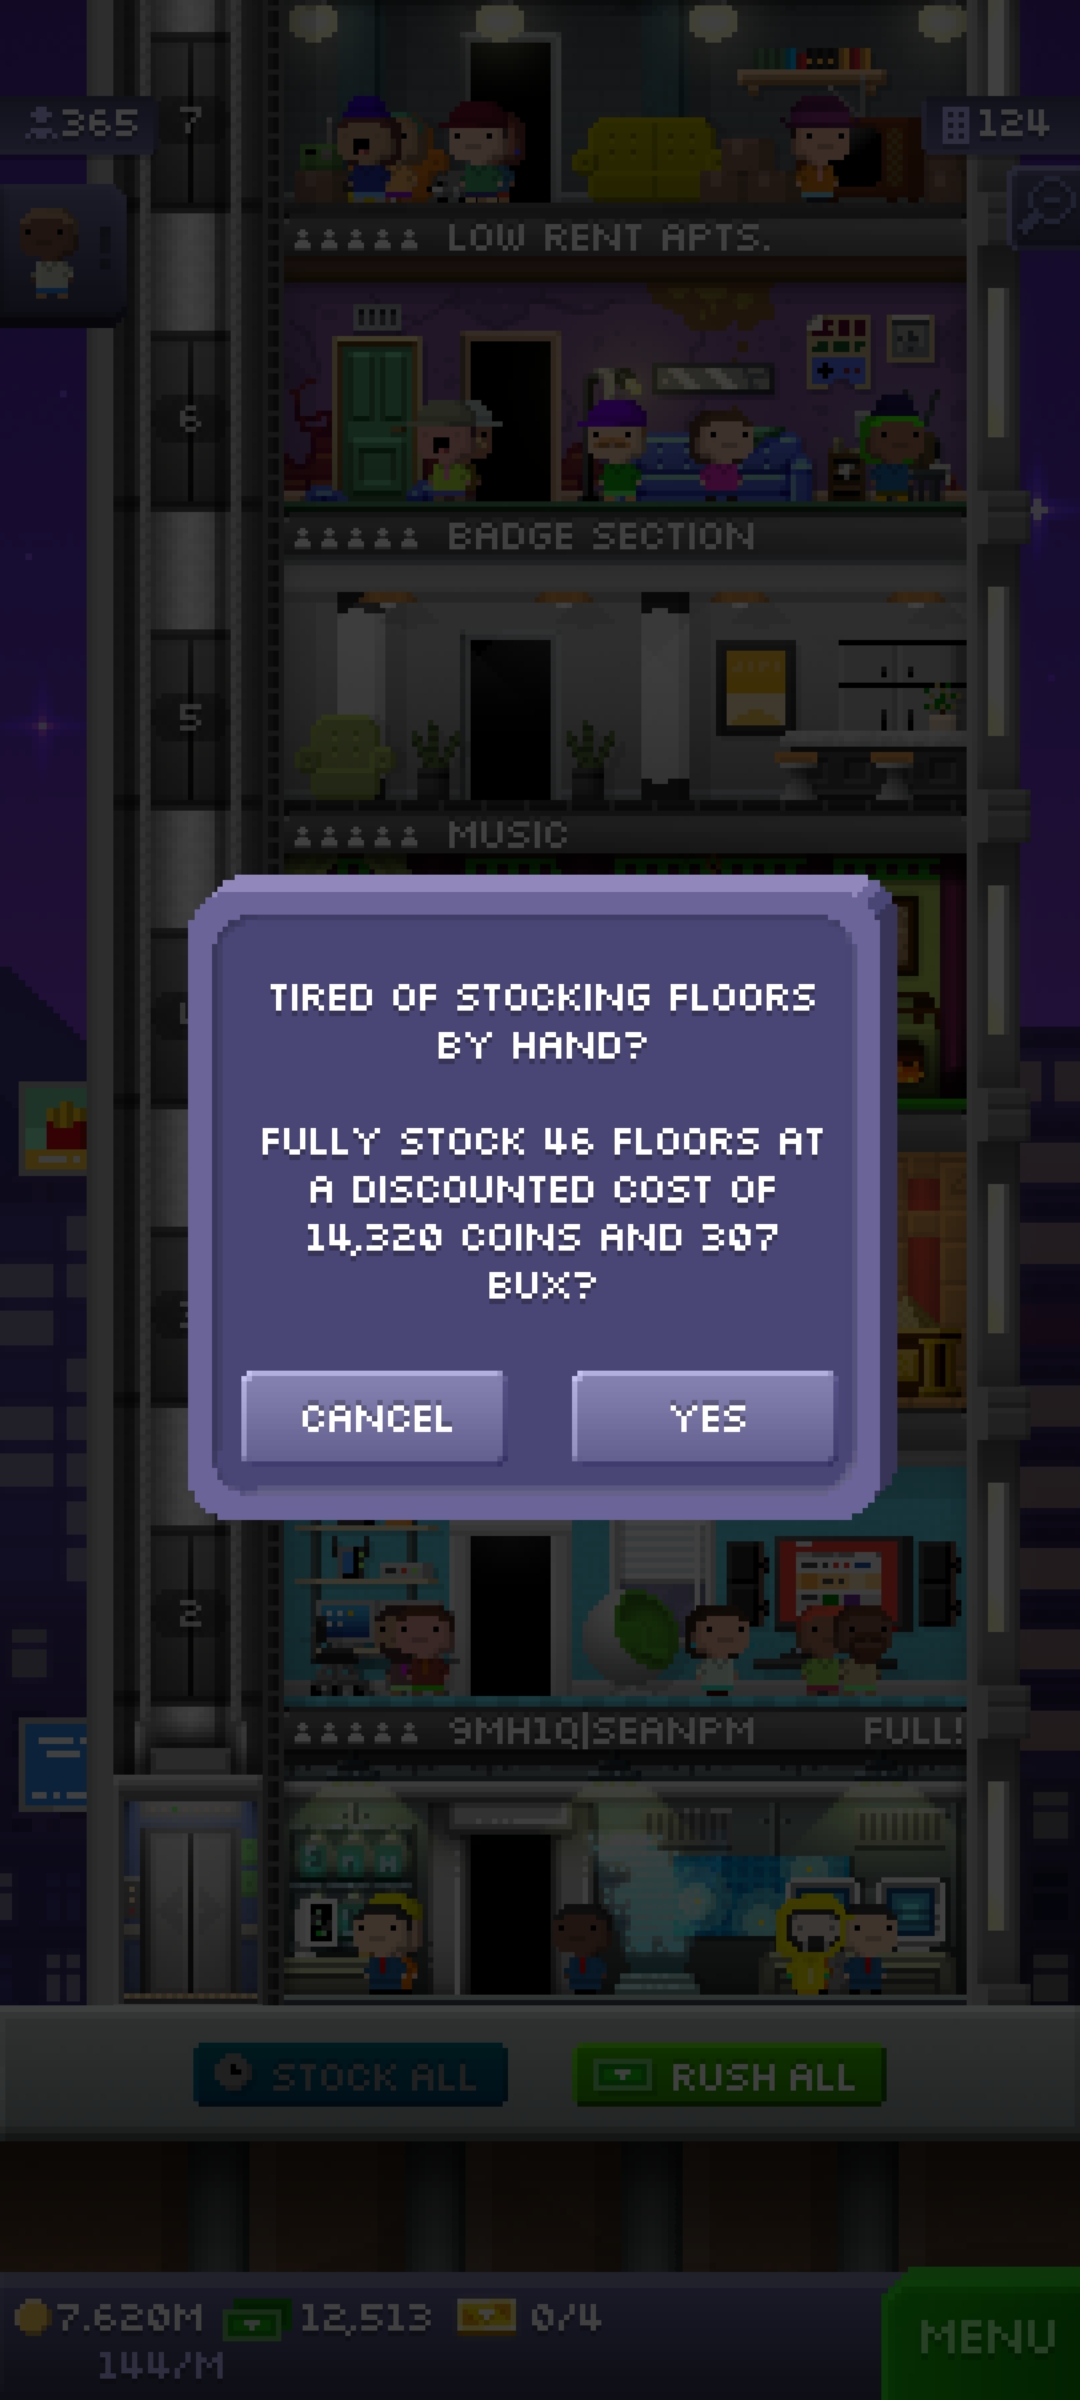 365
7
124
LOW RENT APTS.
6
BADGE SECTION
5
MUSIC
TIRED OF STOCKING FLOORS
BY HAND?
FULLY STOCK 46 FLOORS AT
A DISCOUNTED COST OF
14,320 COINS AND 307
BUX?
CANCEL
YES
2
9MH1Q|SEANPM
FULL!
STOCK ALL
RUSH ALL
7.620M
12,513
0/4
144/M
MENU